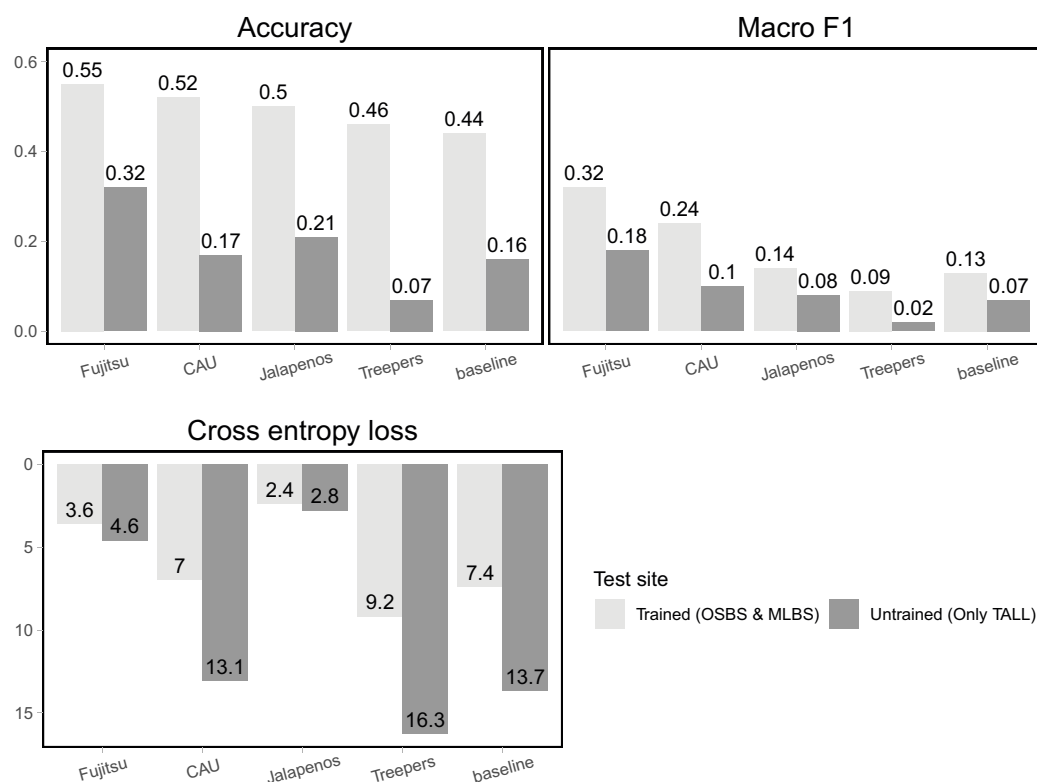 Accuracy
Macro F1
0.6
0.4
0.2
0.0
0.55
0.32
0.52
0.17
0.5
0.21
0.46
0.07
0.44
0.16
0.32
0.18
0.24
0.1
0.14
0.08
0.09
0.02
0.13
0.07
Fujitsu
CAU
Jalapenos
Treepers
baseline
Fujitsu
CAU
Jalapenos
Treepers
baseline
Cross entropy loss
0
5
10
15
3.6
4.6
7
13.1
2.4
2.8
9.2
16.3
7.4
13.7
Fujitsu
CAU
Jalapenos
Treepers
baseline
Test site
Trained (OSBS & MLBS)
Untrained (Only TALL)